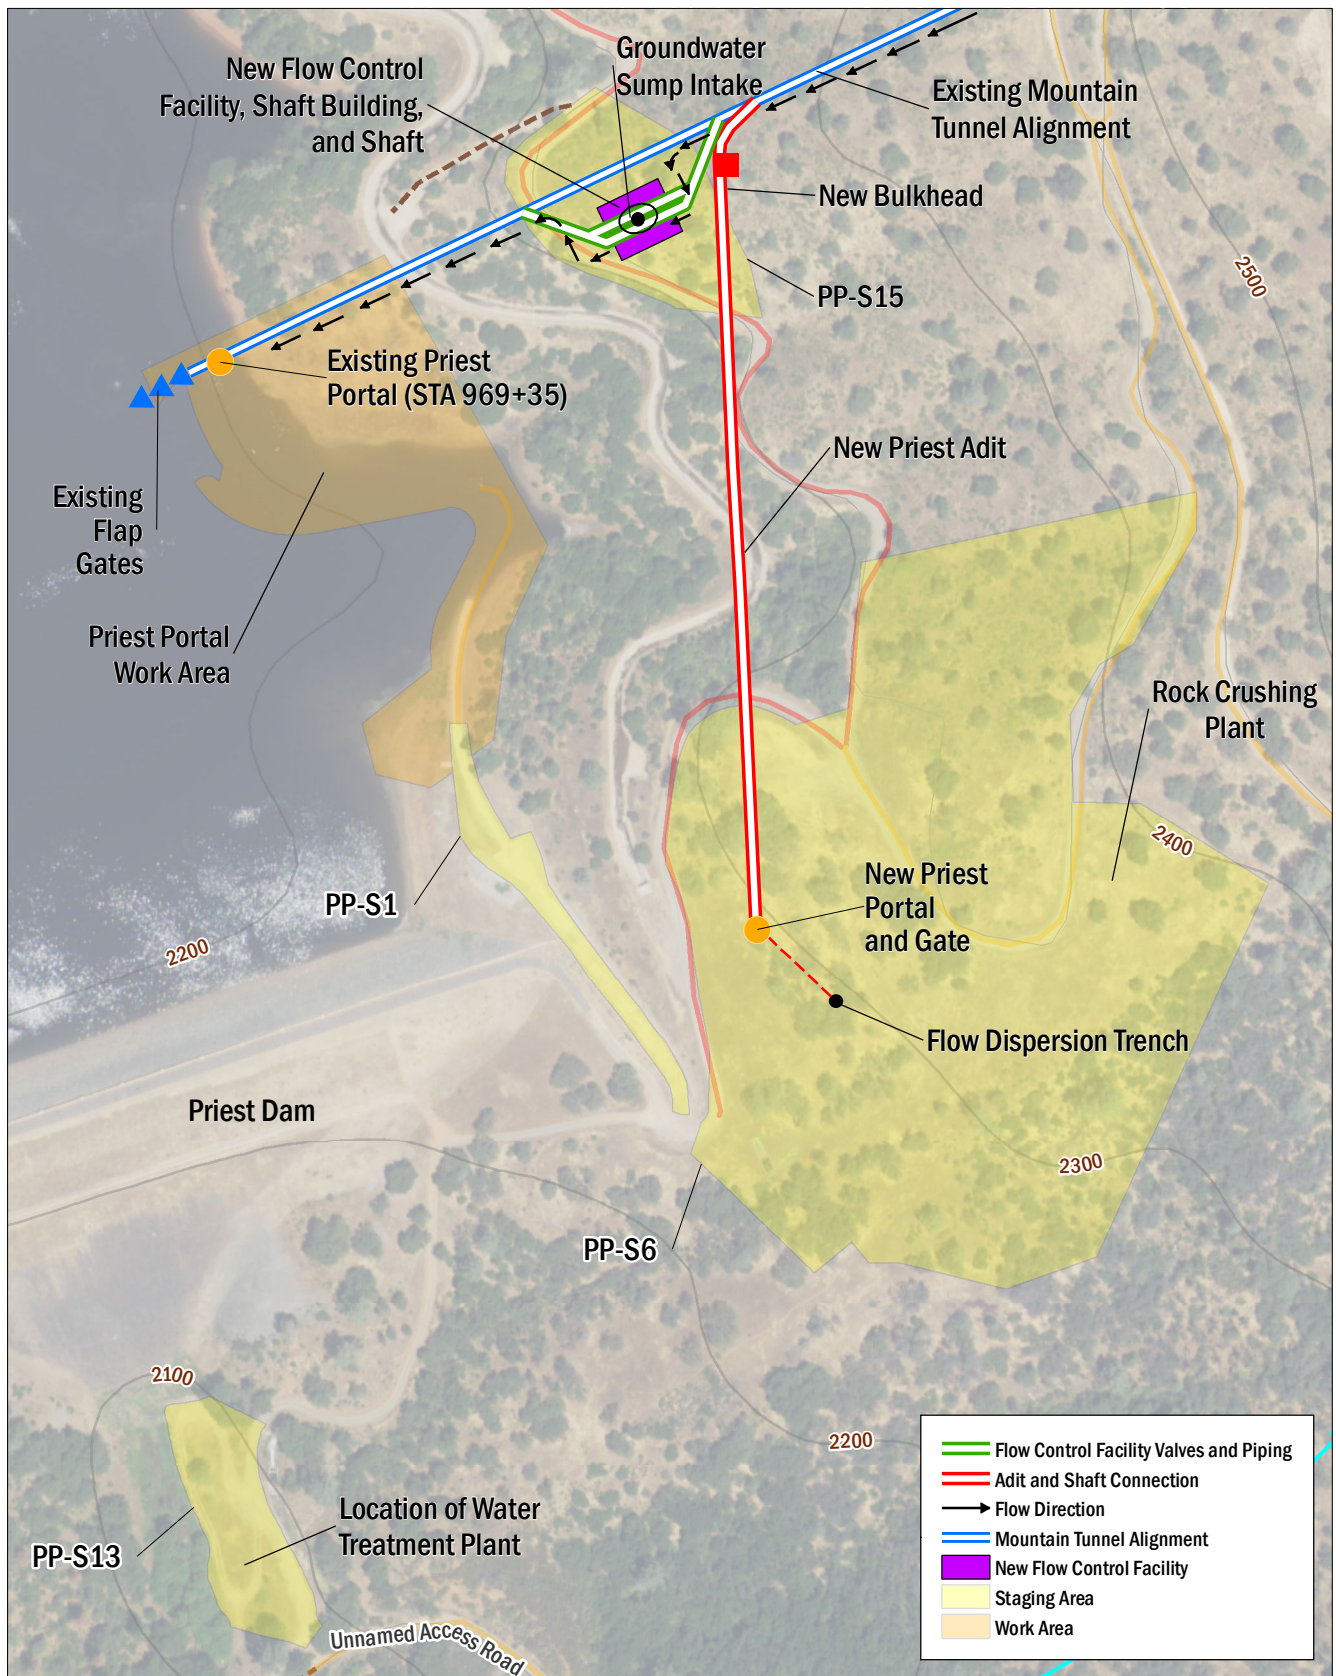 Groundwater
Sump Intake
New Flow Control
Facility, Shaft Building,
and Shaft
Existing Mountain
Tunnel Alignment
New Bulkhead
2500
PP-S15
Existing Priest
Portal (STA 969+35)
New Priest Adit
Existing
Flap
Gates
Priest Portal
Work Area
Rock Crushing
Plant
2400
New Priest
Portal
and Gate
PP-S1
2200
Flow Dispersion Trench
Priest Dam
2300
PP-S6
2100
2200
Location of Water
Treatment Plant
PP-S13
Unnamed Access Road
Flow Control Facility Valves and Piping
Adit and Shaft Connection
Flow Direction
Mountain Tunnel Alignment
New Flow Control Facility
Staging Area
Work Area